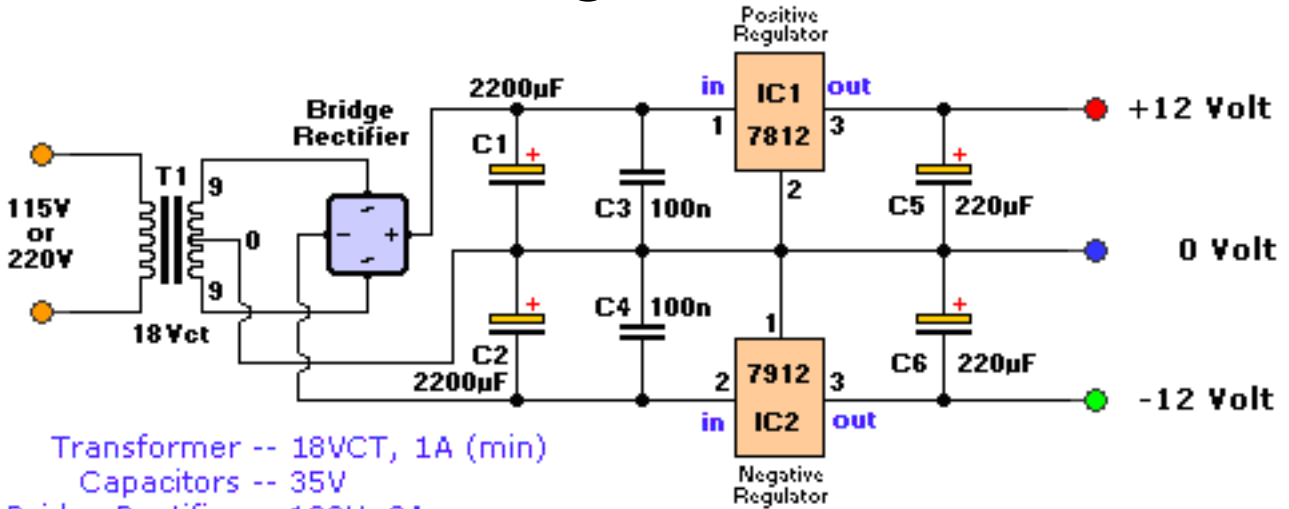 Positive
Regulator
2200µF
in
IC1
out
+12 Volt
Bridge
Rectifier
1
7812
3
C1
+
+
T1
9
2
115V
or
220V
C3
100n
C5
220µF
−
+
0
0 Volt
9
C4
100n
+
+
1
18Vct
C2
2200µF
2
7912
3
C6
220µF
-12 Volt
in
IC2
out
Transformer -- 18VCT, 1A (min)
Capacitors -- 35V
Negative
Regulator